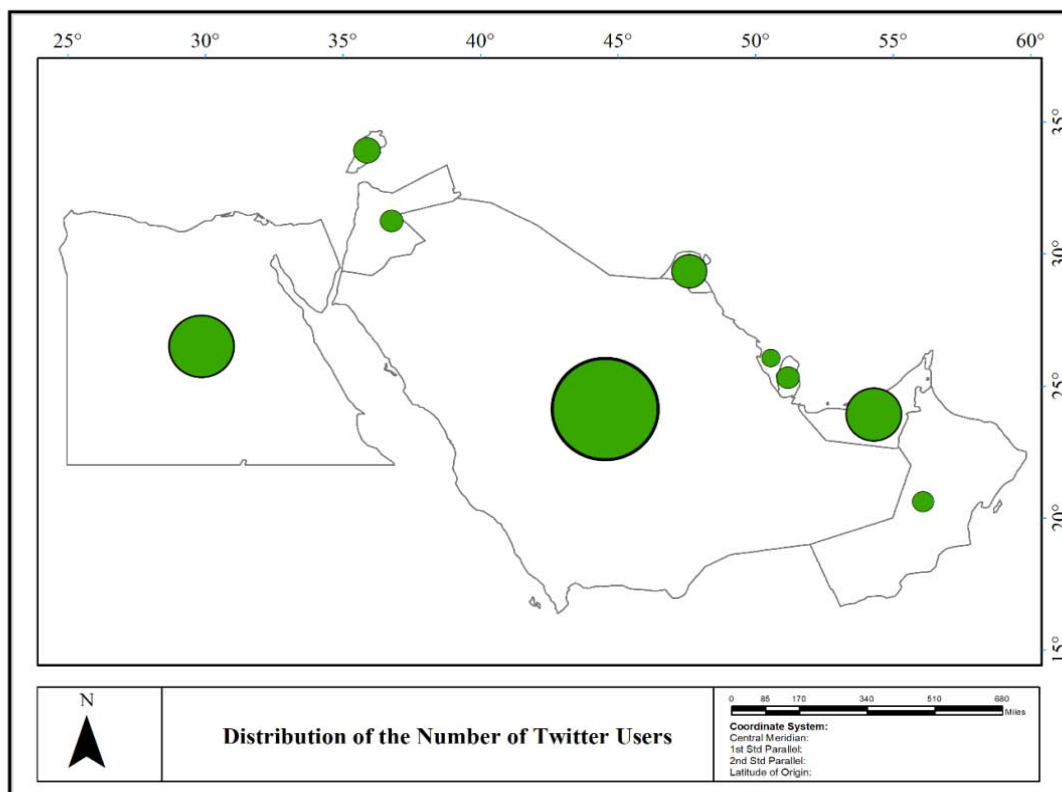 25° 30° 35° 40° 45° 50° 55° 60°
35°
30°
25°
20°
15°
N
Distribution of the Number of Twitter Users
0 85 170 340 510 680
Miles
Coordinate System:
Central Meridian:
1st Std Parallel:
2nd Std Parallel:
Latitude of Origin: